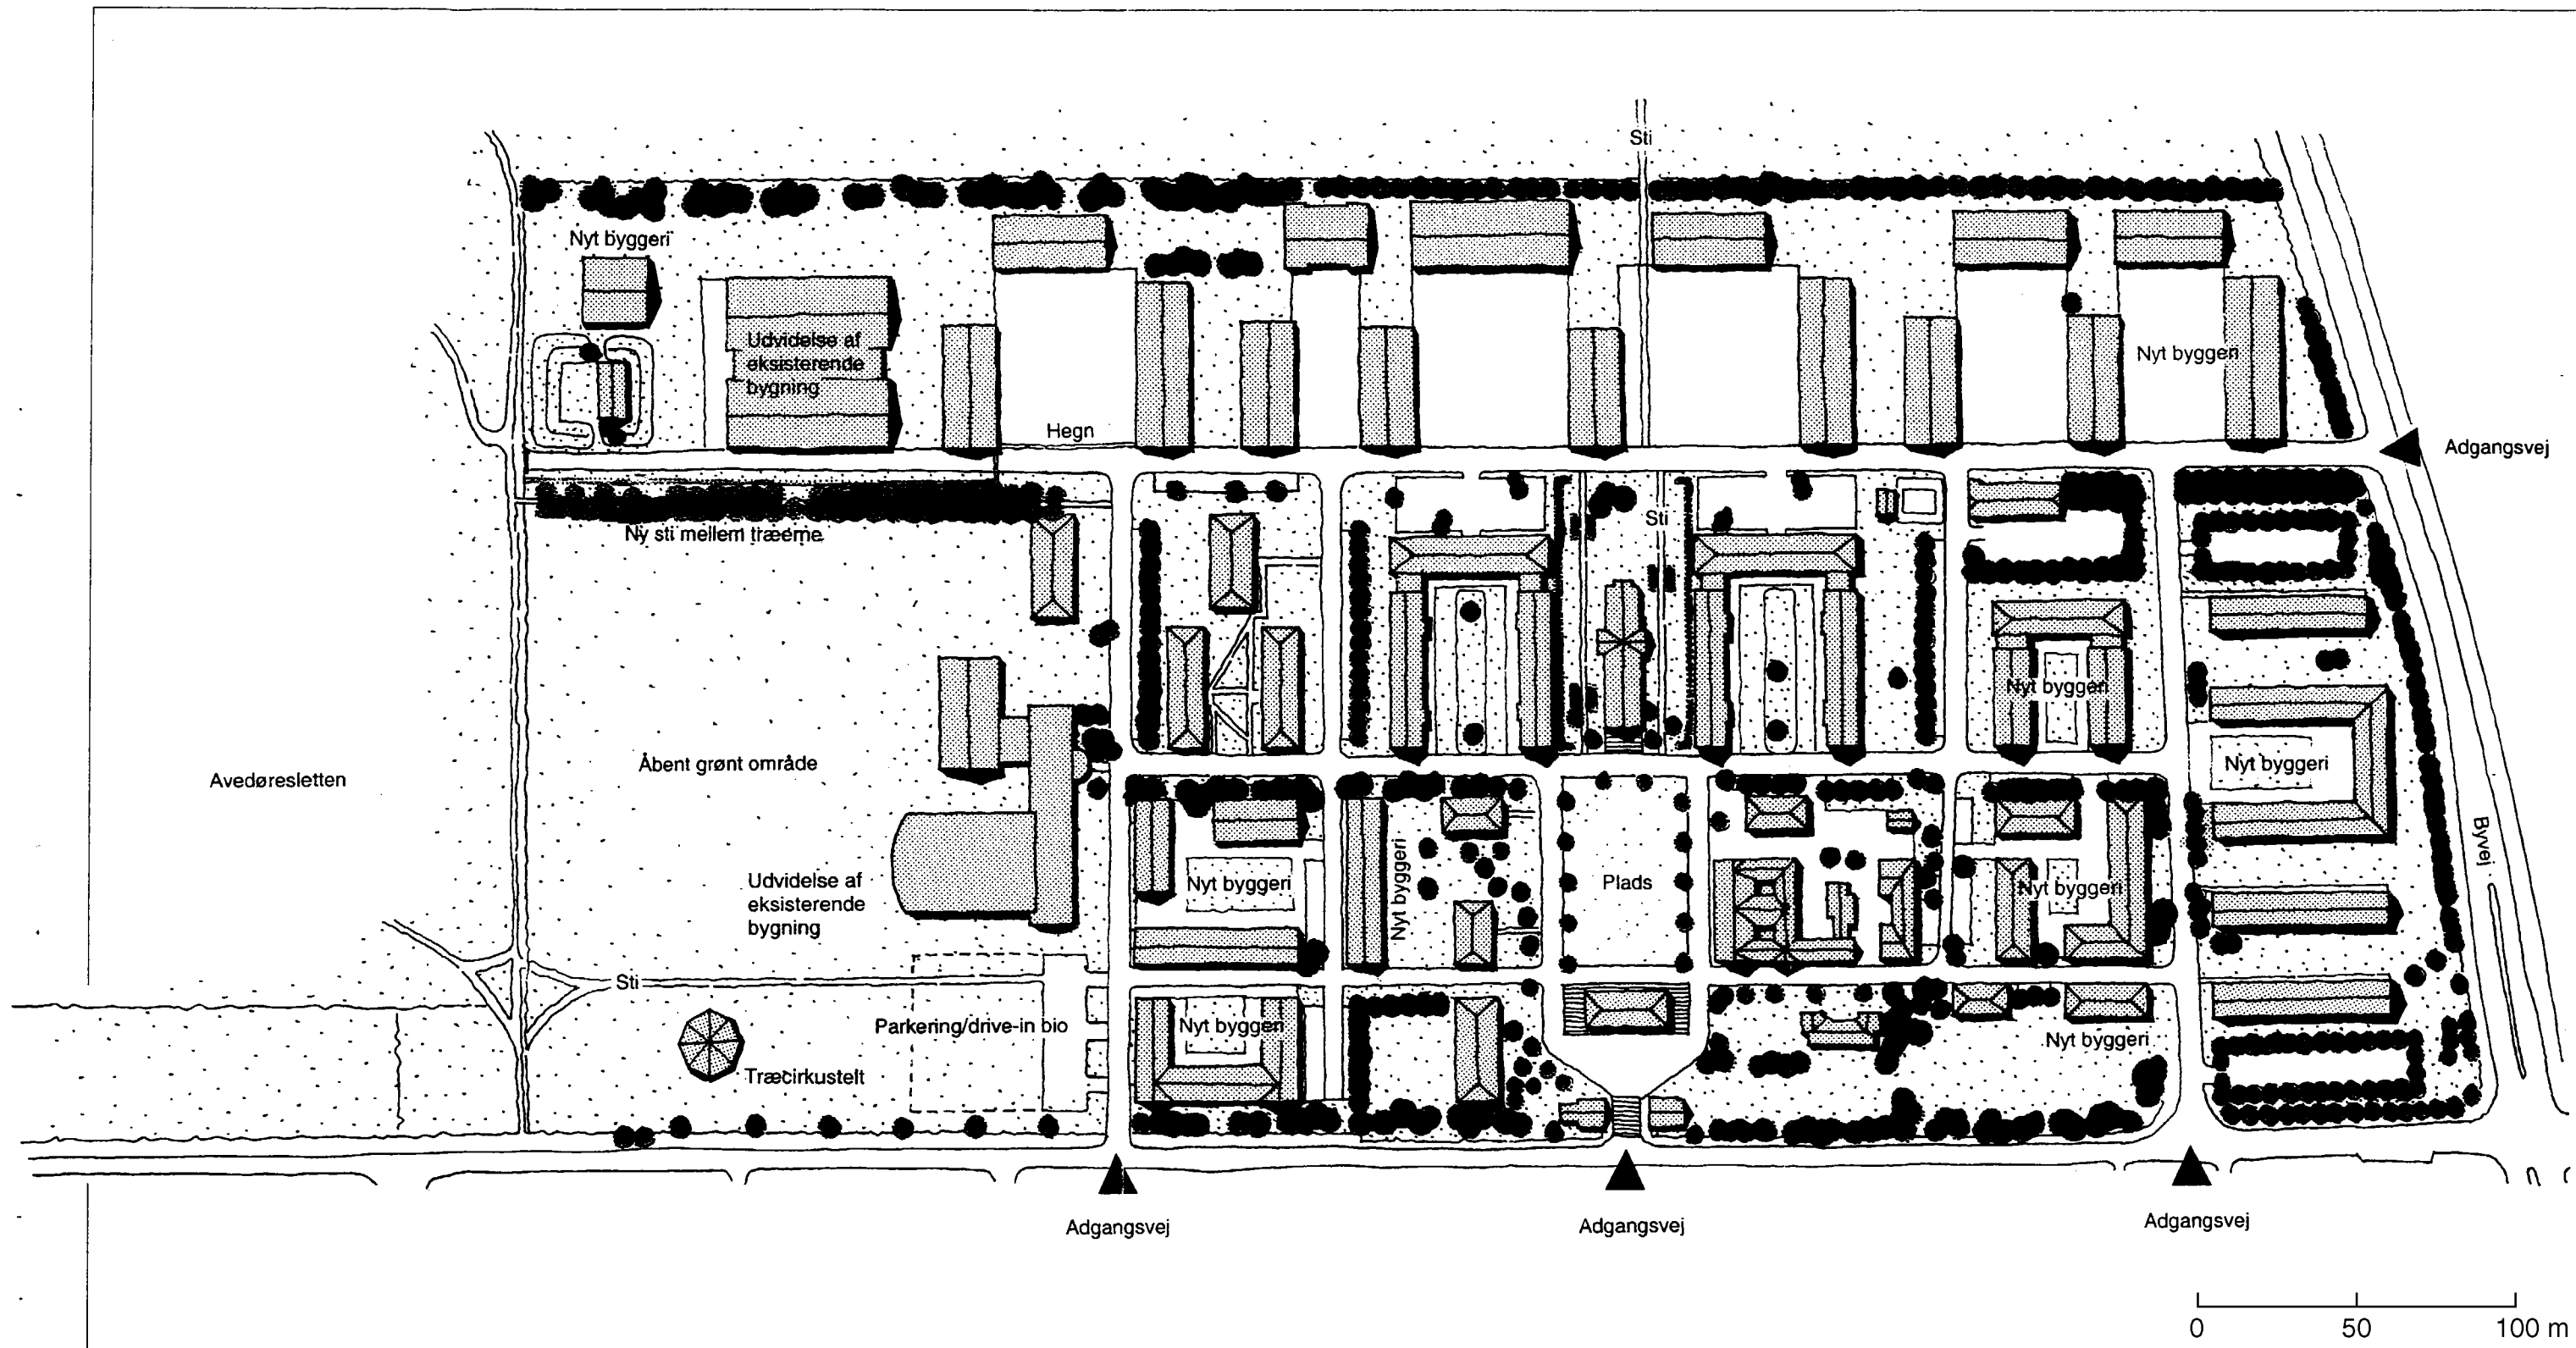 Sti
Nyt byggeri
Udvidelse af
eksisterende
bygning
Nyt byggeri
Hegn
Adgangsvej
Ny sti mellem træerne
Sti
Nyt byggeri
Åbent grønt område
Avedøresletten
Nyt byggeri
Byvej
Udvidelse af
eksisterende
bygning
Nyt byggeri
Nyt byggeri
Plads
Nyt byggeri
Sti
Parkering/drive-in bio
Nyt byggeri
Nyt byggeri
Træcirkustelt
Adgangsvej
Adgangsvej
Adgangsvej
0 50 100 m